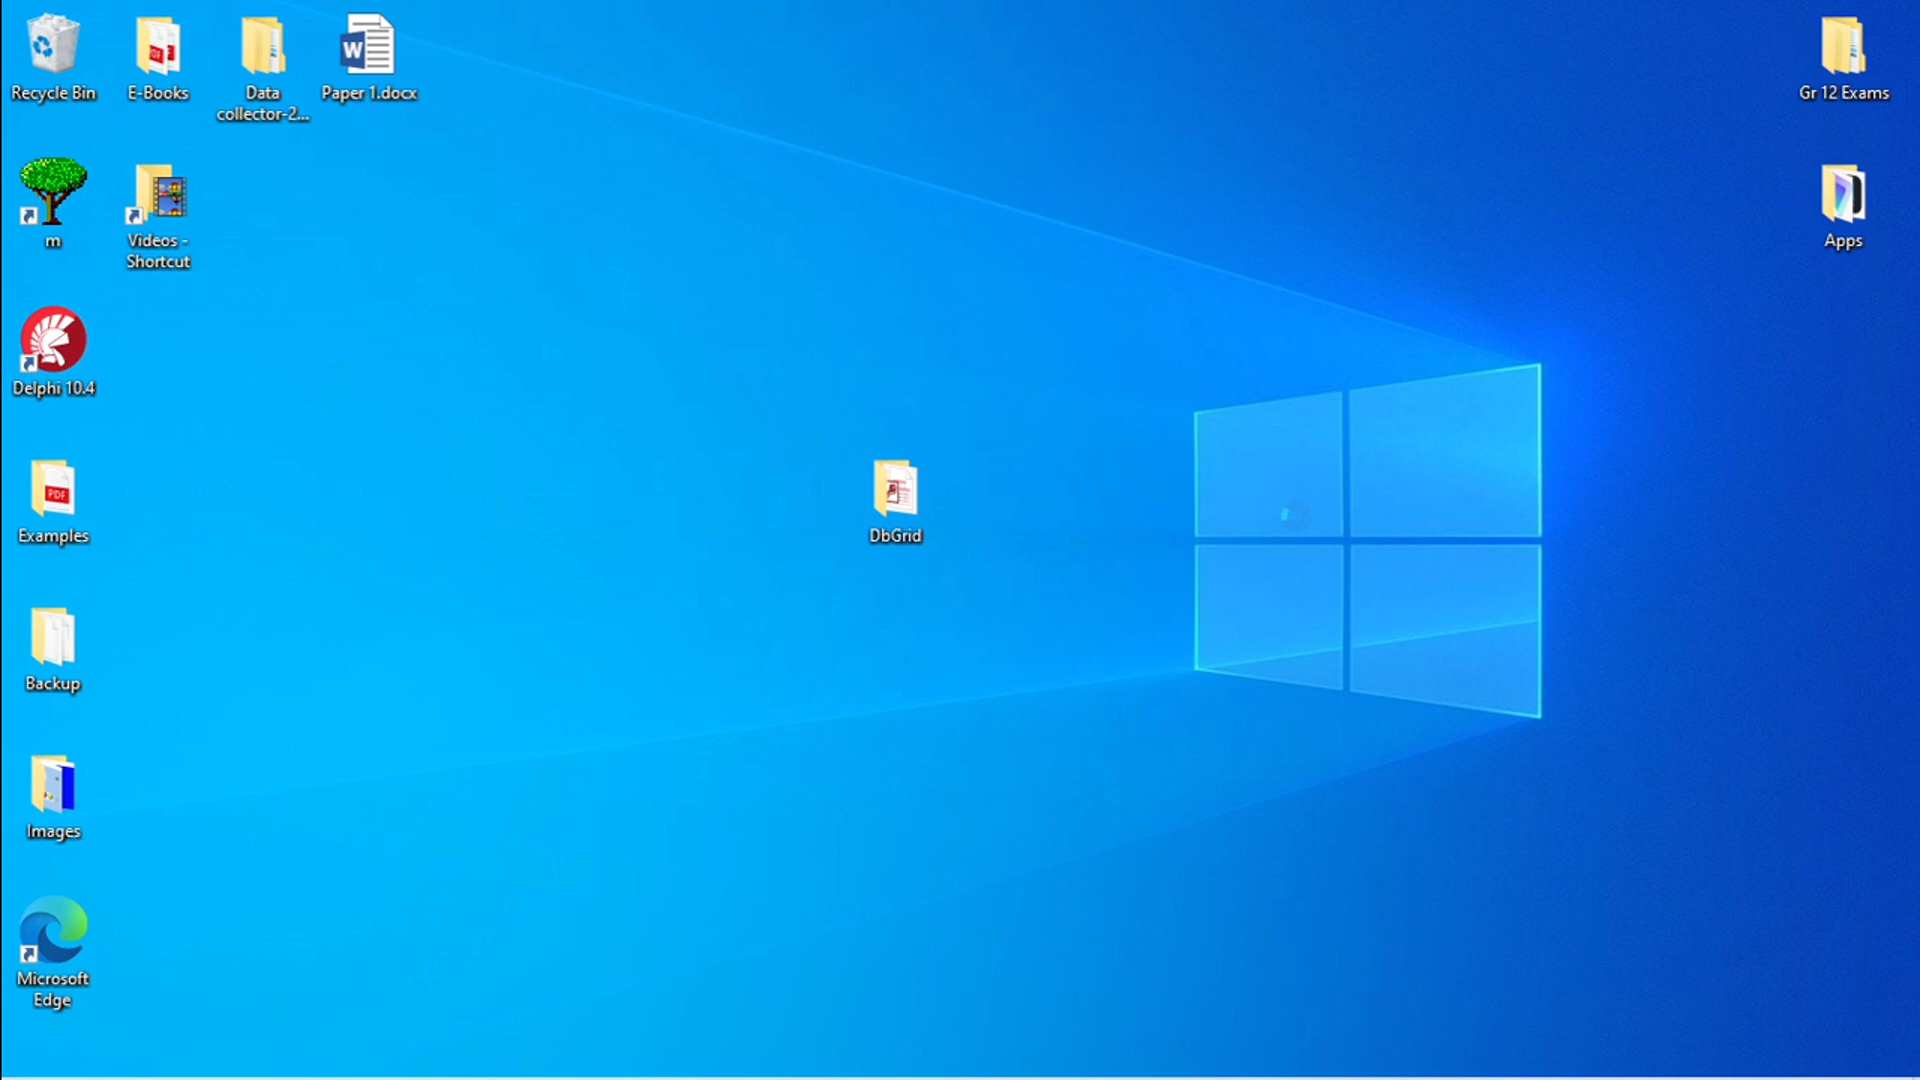 Recycle Bin
E-Books
Data
collector-2...
Paper 1.docx
Gr 12 Exams
m
Videos -
Shortcut
Apps
Delphi 10.4
Examples
DbGrid
Backup
Images
Microsoft
Edge